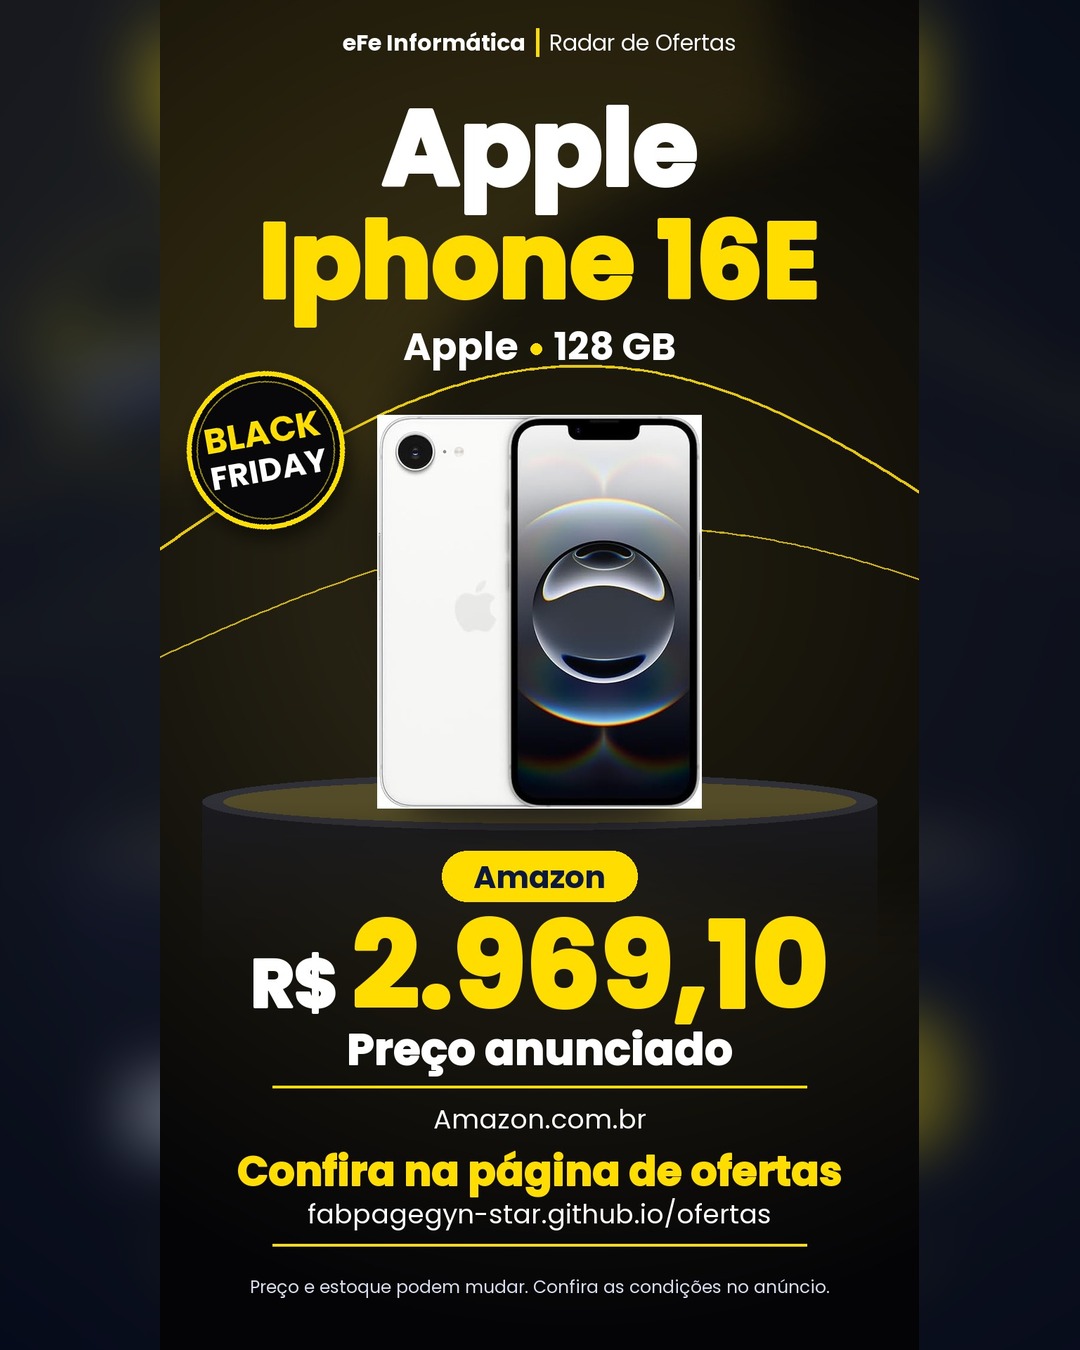 eFe Informática | Radar de Ofertas
Apple
Iphone 16E
Apple • 128 GB
BLACK
FRIDAY
Amazon
R$ 2.969,10
Preço anunciado
Amazon.com.br
Confira na página de ofertas
fabpagegyn-star.github.io/ofertas
Preço e estoque podem mudar. Confira as condições no anúncio.